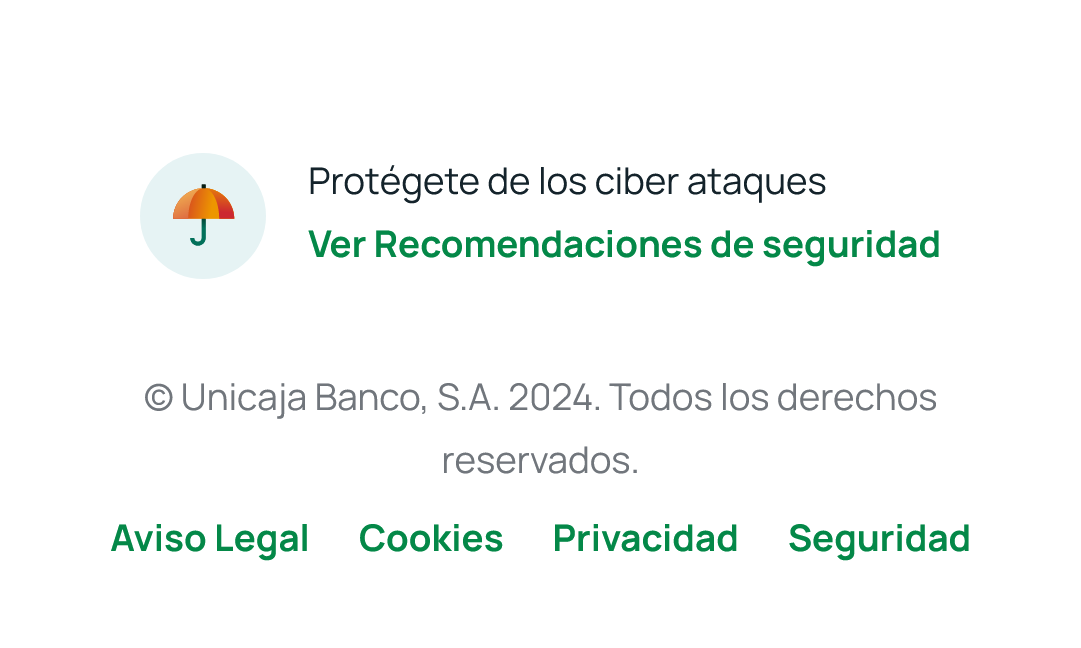 Protégete de los ciber ataques
Ver Recomendaciones de seguridad
© Unicaja Banco, S.A. 2024. Todos los derechos
reservados.
Aviso Legal Cookies Privacidad Seguridad